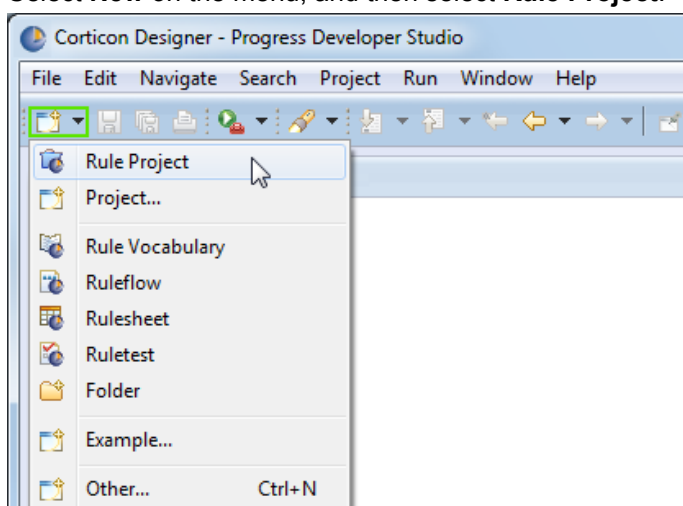 Select New on the menu, and then select Rule Project.
Corticon Designer - Progress Developer Studio
File Edit Navigate Search Project Run Window Help
Rule Project
Project...
Rule Vocabulary
Ruleflow
Rulesheet
Ruletest
Folder
Example...
Other... Ctrl+N